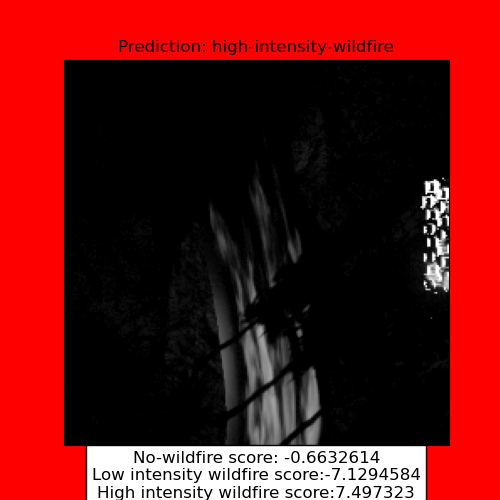 Prediction: high-intensity-wildfire
No-wildfire score: -0.6632614
Low intensity wildfire score:-7.1294584
High intensity wildfire score:7.497323